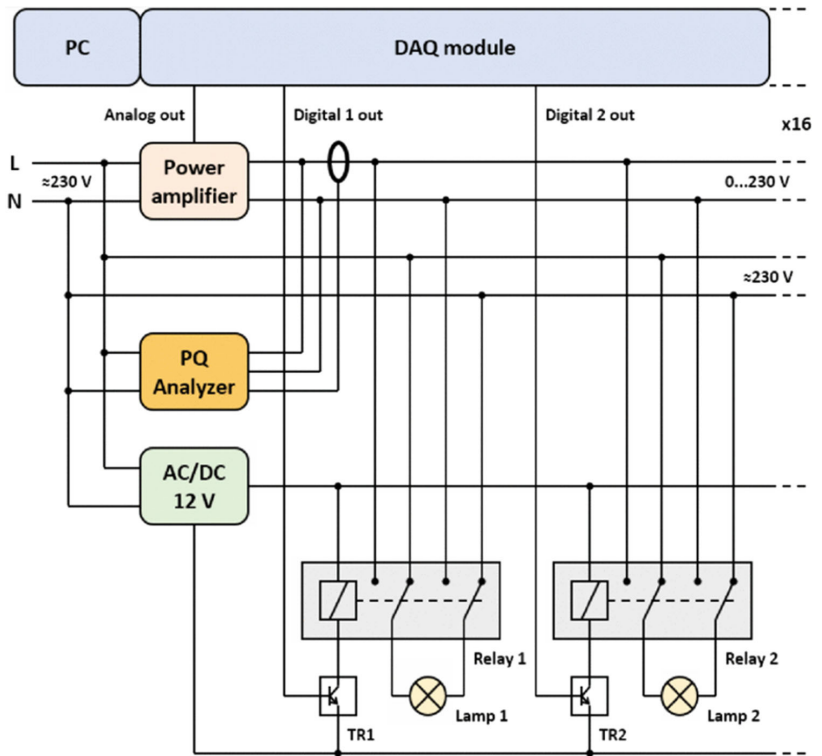 PC
DAQ module
Analog out
Digital 1 out
Digital 2 out
x16
L
≈230 V
N
Power
amplifier
0...230 V
≈230 V
PQ
Analyzer
AC/DC
12 V
Relay 1
Relay 2
Lamp 1
Lamp 2
TR1
TR2